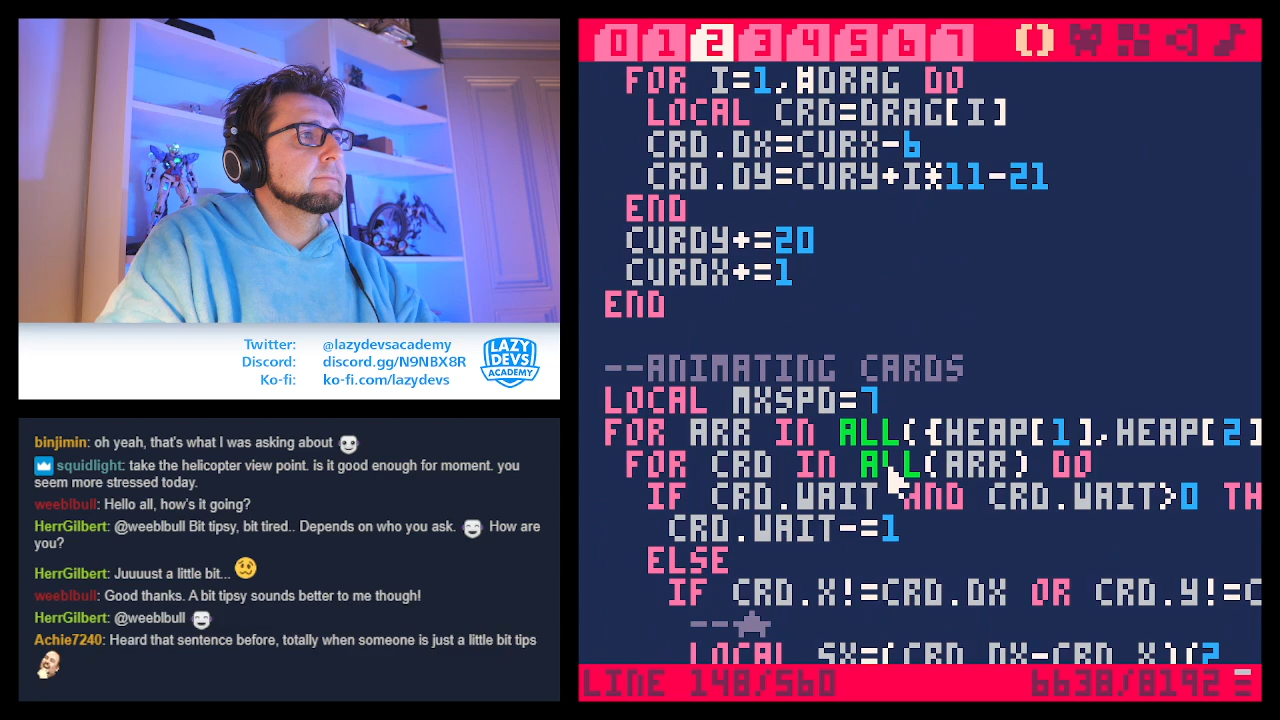 Twitter: @lazydevsacademy
Discord: discord.gg/N9NBX8R
Ko-fi: ko-fi.com/lazydevs
LAZY
DEVS
ACADEMY
binjimin: oh yeah, that's what I was asking about
squidlight: take the helicopter view point. is it good enough for moment. you
seem more stressed today.
weeblbull: Hello all, how's it going?
HerrGilbert: @weeblbull Bit tipsy, bit tired.. Depends on who you ask. How are
you?
HerrGilbert: Juuuust a little bit...
weeblbull: Good thanks. A bit tipsy sounds better to me though!
HerrGilbert: @weeblbull
Achie7240: Heard that sentence before, totally when someone is just a little bit tips
0 1 2 3 4 5 6 7
FOR I=1,#DRAG DO
LOCAL CRD=DRAG[I]
CRD.DX=CURX-6
CRD.DY=CURY+I*11-21
END
CURDY+=20
CURDX+=1
END
--ANIMATING CARDS
LOCAL MXSPD=7
FOR ARR IN ALL({HEAP[1],HEAP[2]
FOR CRD IN ALL(ARR) DO
IF CRD.WAIT AND CRD.WAIT>0 TH
CRD.WAIT-=1
ELSE
IF CRD.X!=CRD.DX OR CRD.Y!=C
--
LOCAL SX=(CRD.DX-CRD.X)/2
LINE 148/560 6638/8192